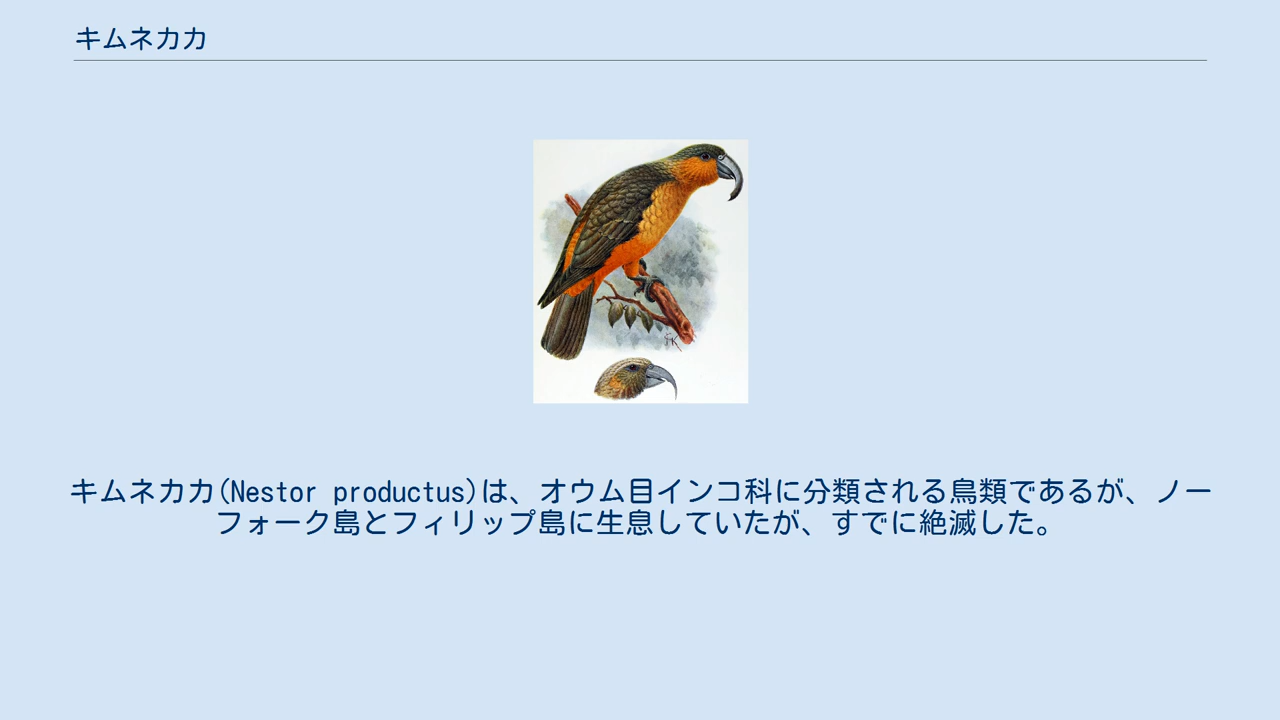 キムネカカ
キムネカカ(Nestor productus)は、オウム目インコ科に分類される鳥類であるが、ノー
フォーク島とフィリップ島に生息していたが、すでに絶滅した。